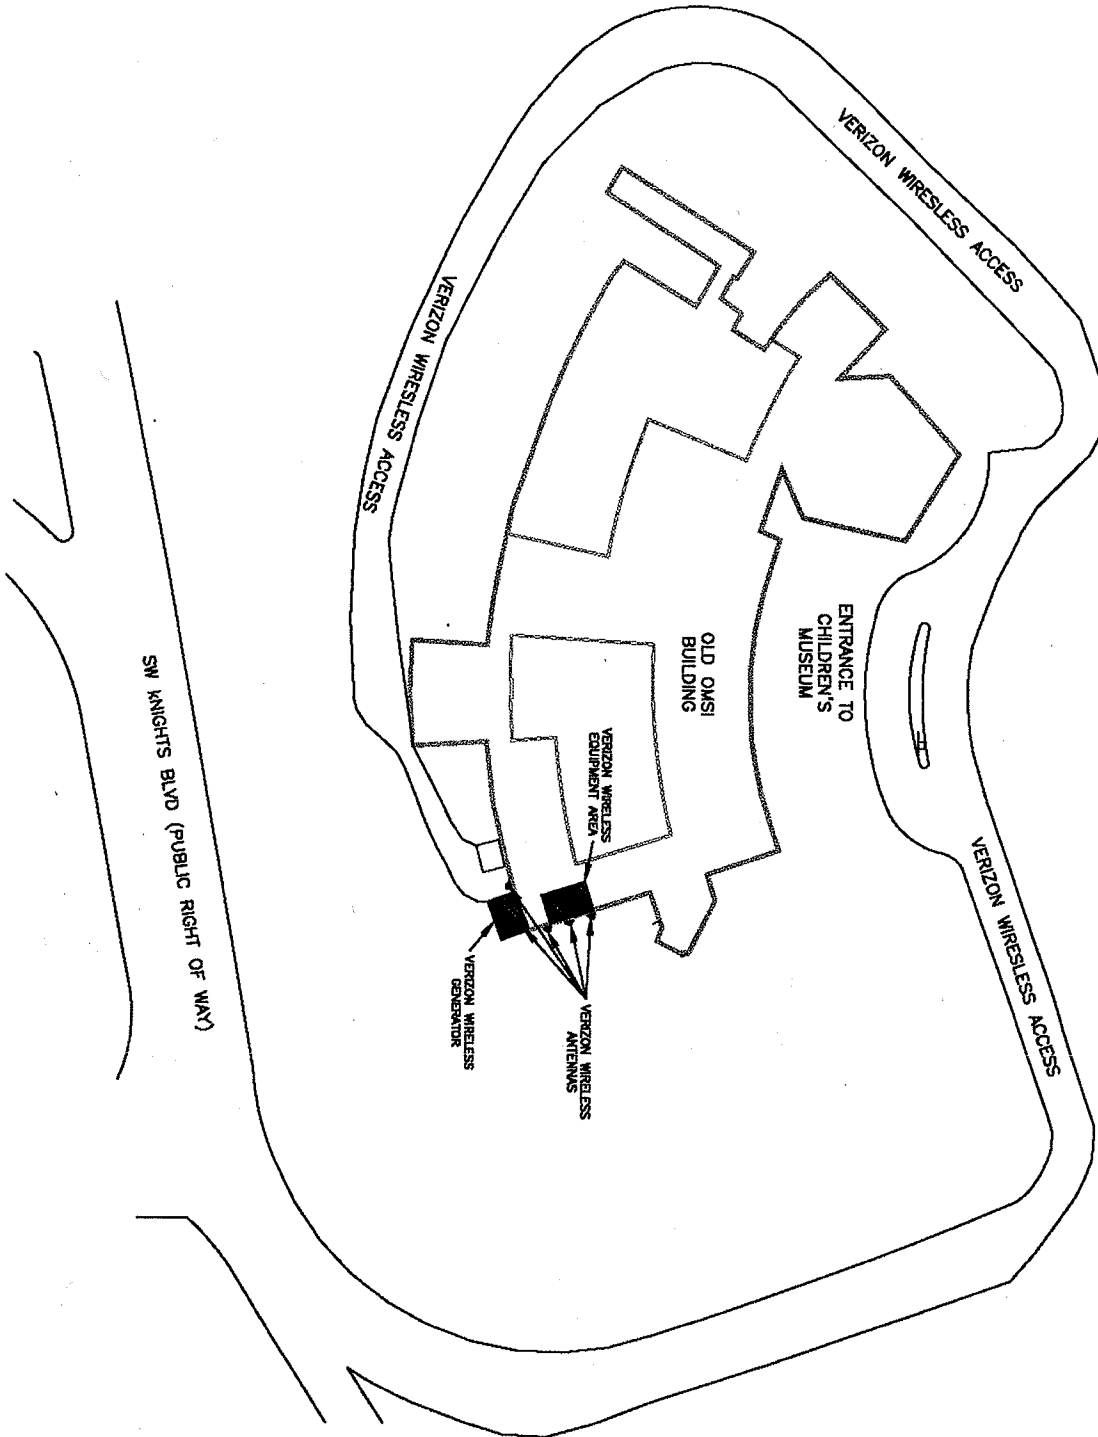 VERIZON WIRESLESS ACCESS
VERIZON WIRESLESS ACCESS
ENTRANCE TO
CHILDREN'S
MUSEUM
OLD OMSI
BUILDING
VERIZON WIRELESS
EQUIPMENT AREA
VERIZON WIRESLESS ACCESS
VERIZON WIRELESS
ANTENNAS
VERIZON WIRELESS
GENERATOR
SW KNIGHTS BLVD (PUBLIC RIGHT OF WAY)